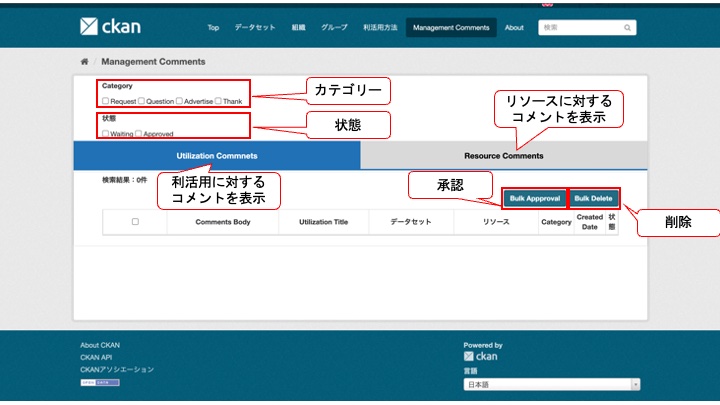 ckan
Top データセット 組織 グループ 利活用方法 Management Comments About 検索
/ Management Comments
Category
Request Question Advertise Thank
カテゴリー
状態
Waiting Approved
状態
リソースに対する
コメントを表示
Utilization Commnets
Resource Comments
検索結果：0件
利活用に対する
コメントを表示
承認
Bulk Appproval Bulk Delete
削除
Comments Body Utilization Title データセット リソース Category Created Date 状態
About CKAN
CKAN API
CKANアソシエーション
Powered by
ckan
言語
日本語